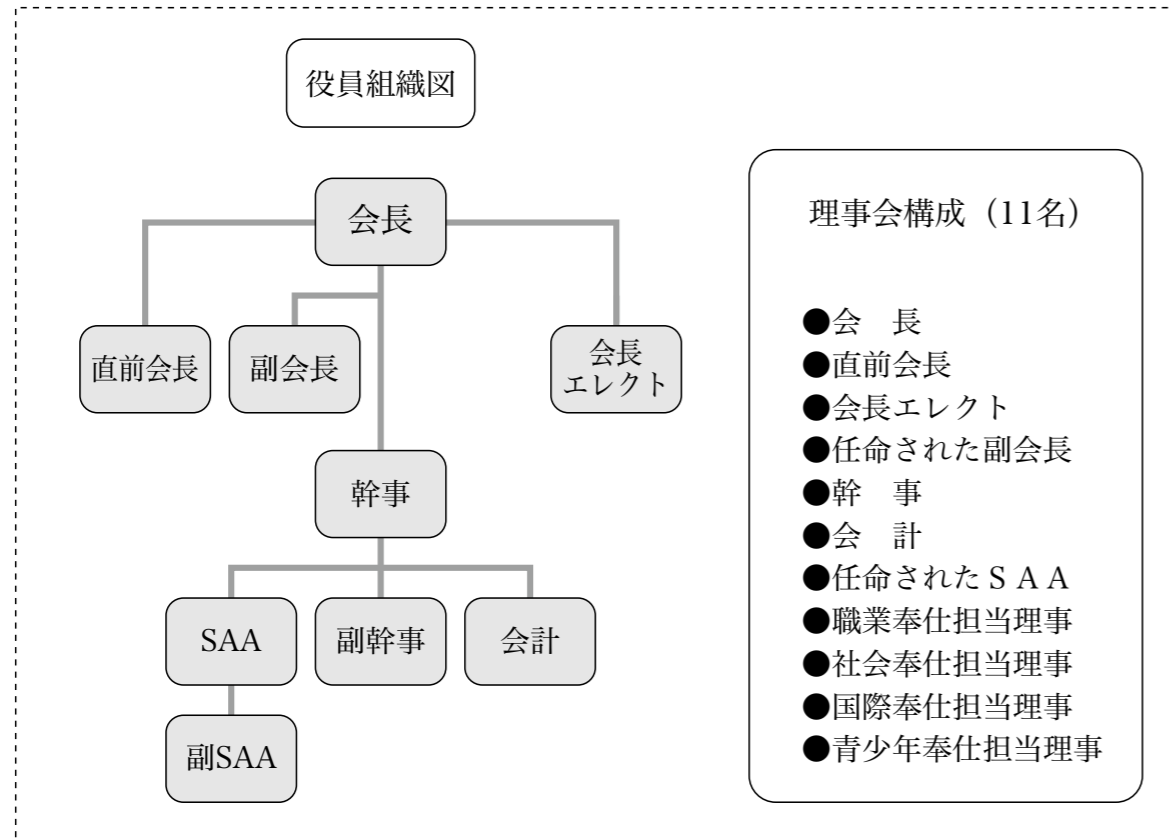 役員組織図
会長
直前会長
副会長
会長
エレクト
幹事
SAA
副幹事
会計
副SAA
理事会構成（11名）
●会　長
●直前会長
●会長エレクト
●任命された副会長
●幹　事
●会　計
●任命されたＳＡＡ
●職業奉仕担当理事
●社会奉仕担当理事
●国際奉仕担当理事
●青少年奉仕担当理事